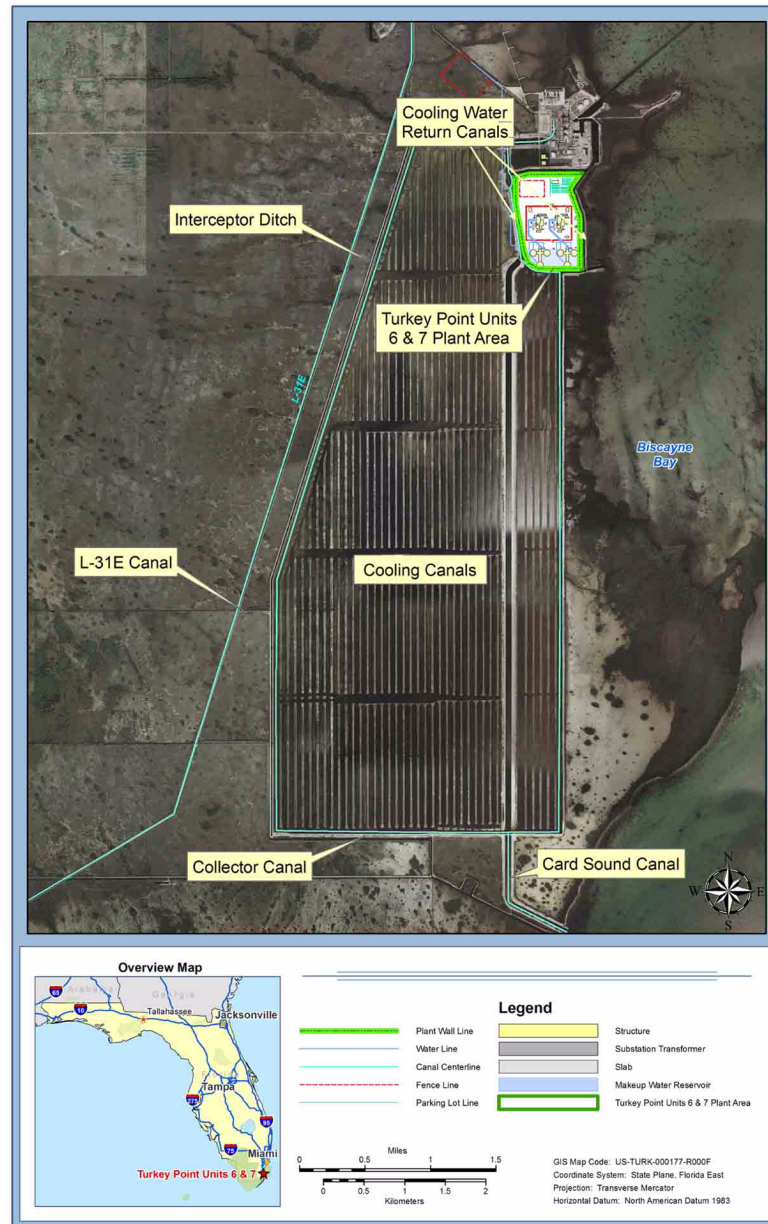 Cooling Water
Return Canals
Interceptor Ditch
Turkey Point Units
6 & 7 Plant Area
L-31E
Biscayne
Bay
L-31E Canal
Cooling Canals
Collector Canal
Card Sound Canal
N
W
E
S
Overview Map
Alabama
Georgia
65
10
Tallahassee
Jacksonville
Tampa
275
95
75
Miami
Turkey Point Units 6 & 7
Legend
Plant Wall Line
Water Line
Canal Centerline
Fence Line
Parking Lot Line
Structure
Substation Transformer
Slab
Makeup Water Reservoir
Turkey Point Units 6 & 7 Plant Area
Miles
0 0.5 1 1.5
0 0.5 1 1.5 2
Kilometers
GIS Map Code: US-TURK-000177-R000F
Coordinate System: State Plane, Florida East
Projection: Transverse Mercator
Horizontal Datum: North American Datum 1983